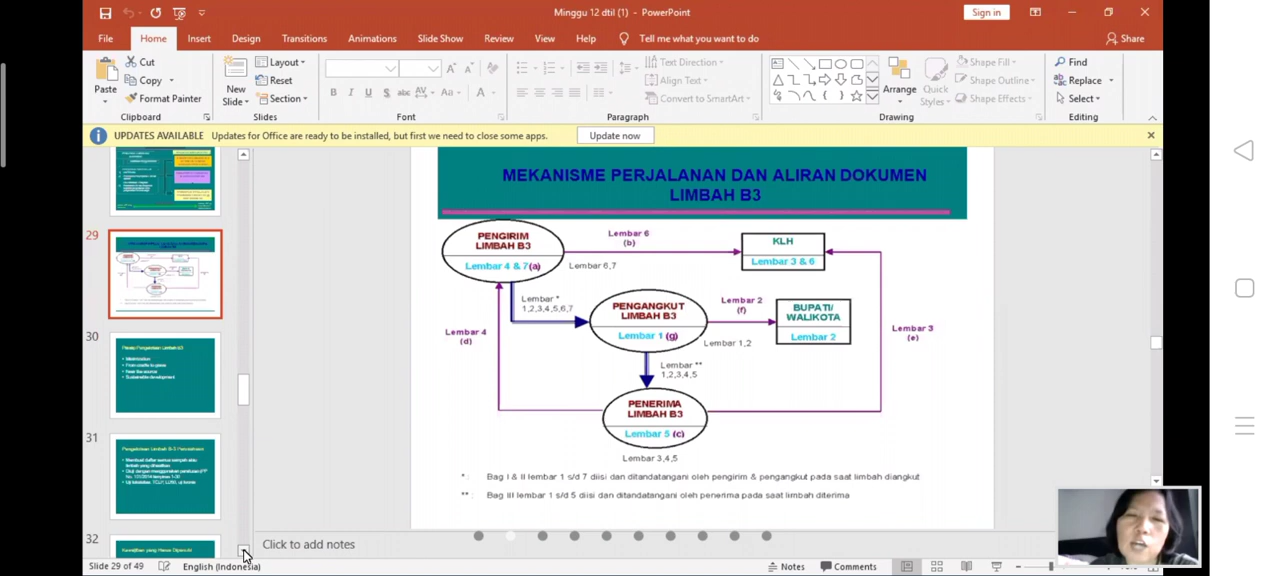 Minggu 12 dtil (1) - PowerPoint
Sign in
File Home Insert Design Transitions Animations Slide Show Review View Help Tell me what you want to do Share
Paste
Cut
Copy
Format Painter
Clipboard
New Slide
Layout
Reset
Section
Slides
Font
Text Direction
Align Text
Convert to SmartArt
Paragraph
Arrange
Quick Styles
Shape Fill
Shape Outline
Shape Effects
Drawing
Find
Replace
Select
Editing
UPDATES AVAILABLE Updates for Office are ready to be installed, but first we need to close some apps. Update now
29
30
31
32
MEKANISME PERJALANAN DAN ALIRAN DOKUMEN
LIMBAH B3
PENGIRIM
LIMBAH B3
Lembar 4 & 7(a)
Lembar 6
(b)
Lembar 6,7
KLH
Lembar 3 & 6
Lembar *
1,2,3,4,5,6,7
PENGANGKUT
LIMBAH B3
Lembar 1 (g)
Lembar 2
(f)
Lembar 1,2
BUPATI/
WALIKOTA
Lembar 2
Lembar 4
(d)
Lembar 3
(e)
Lembar **
1,2,3,4,5
PENERIMA
LIMBAH B3
Lembar 5 (c)
Lembar 3,4,5
* : Bag I & II lembar 1 s/d 7 diisi dan ditandatangani oleh pengirim & pengangkut pada saat limbah diangkut
** : Bag III lembar 1 s/d 5 diisi dan ditandatangani oleh penerima pada saat limbah diterima
Click to add notes
Slide 29 of 49 English (Indonesia) Notes Comments